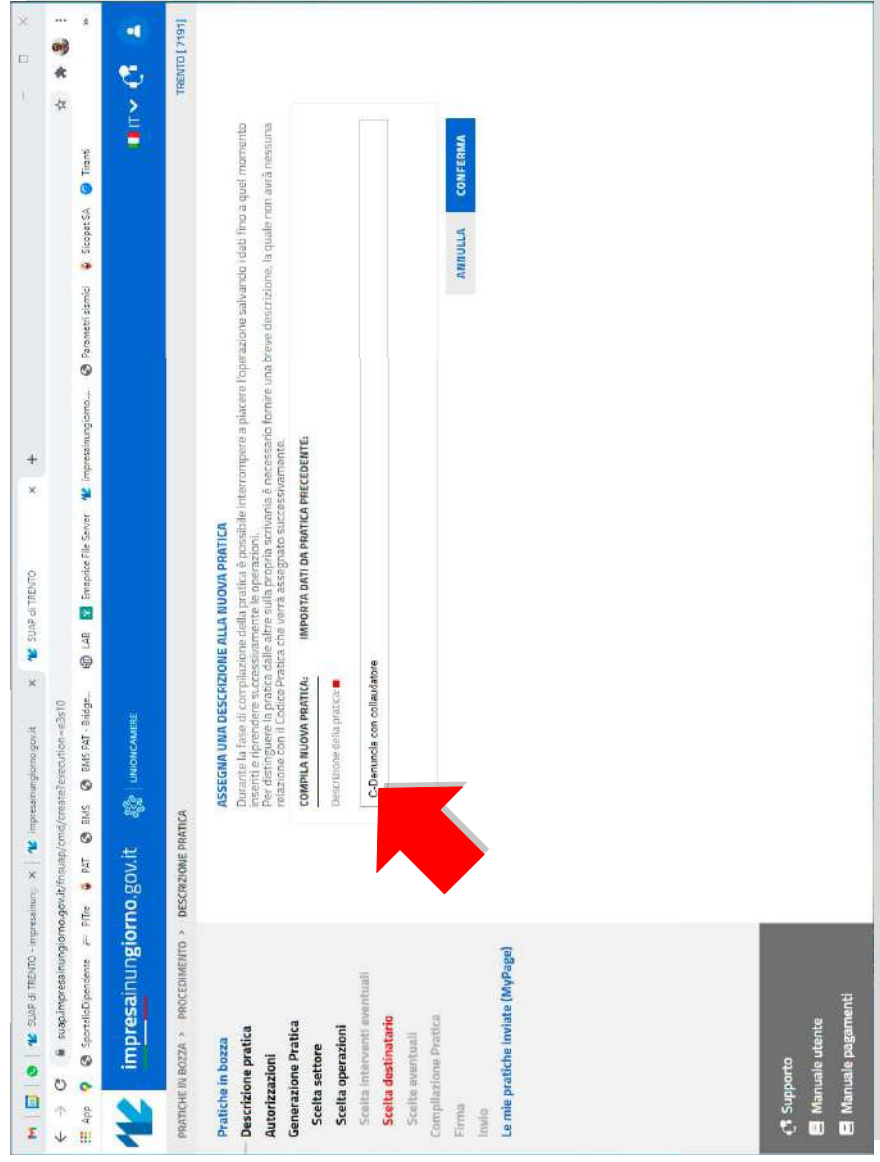 SUAP di TRENTO - impresainung
impresainungiorno.gov.it
SUAP di TRENTO
suap.impresainungiorno.gov.it/fnsuap/cmd/create?execution=e3s10
App
SportelloDipendente
PiTre
PAT
BMS
BMS PAT - Bridge...
LAB
Emaprice File Server
impresainungiorno....
Parametri sismici
Sicopat SA
Tiranti
impresainungiorno.gov.it
UNIONCAMERE
IT
PRATICHE IN BOZZA > PROCEDIMENTO > DESCRIZIONE PRATICA
TRENTO [ 7191]
Pratiche in bozza
Descrizione pratica
Autorizzazioni
Generazione Pratica
Scelta settore
Scelta operazioni
Scelta interventi eventuali
Scelta destinatario
Scelte eventuali
Compilazione Pratica
Firma
Invio
Le mie pratiche inviate (MyPage)
ASSEGNA UNA DESCRIZIONE ALLA NUOVA PRATICA
Durante la fase di compilazione della pratica è possibile interrompere a piacere l'operazione salvando i dati fino a quel momento
inseriti e riprendere successivamente le operazioni.
Per distinguere la pratica dalle altre sulla propria scrivania è necessario fornire una breve descrizione, la quale non avrà nessuna
relazione con il Codice Pratica che verrà assegnato successivamente.
COMPILA NUOVA PRATICA:
IMPORTA DATI DA PRATICA PRECEDENTE:
Descrizione della pratica:
C-Denuncia con collaudatore
ANNULLA
CONFERMA
Supporto
Manuale utente
Manuale pagamenti